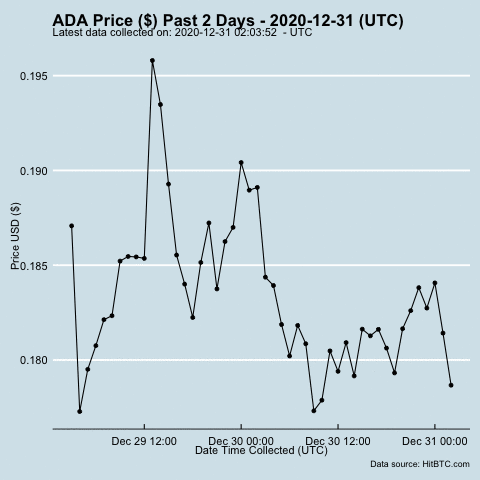 ADA Price ($) Past 2 Days - 2020-12-31 (UTC)
Latest data collected on: 2020-12-31 02:03:52  - UTC
0.195
0.190
0.185
0.180
Price USD ($)
Dec 29 12:00
Dec 30 00:00
Dec 30 12:00
Dec 31 00:00
Date Time Collected (UTC)
Data source: HitBTC.com